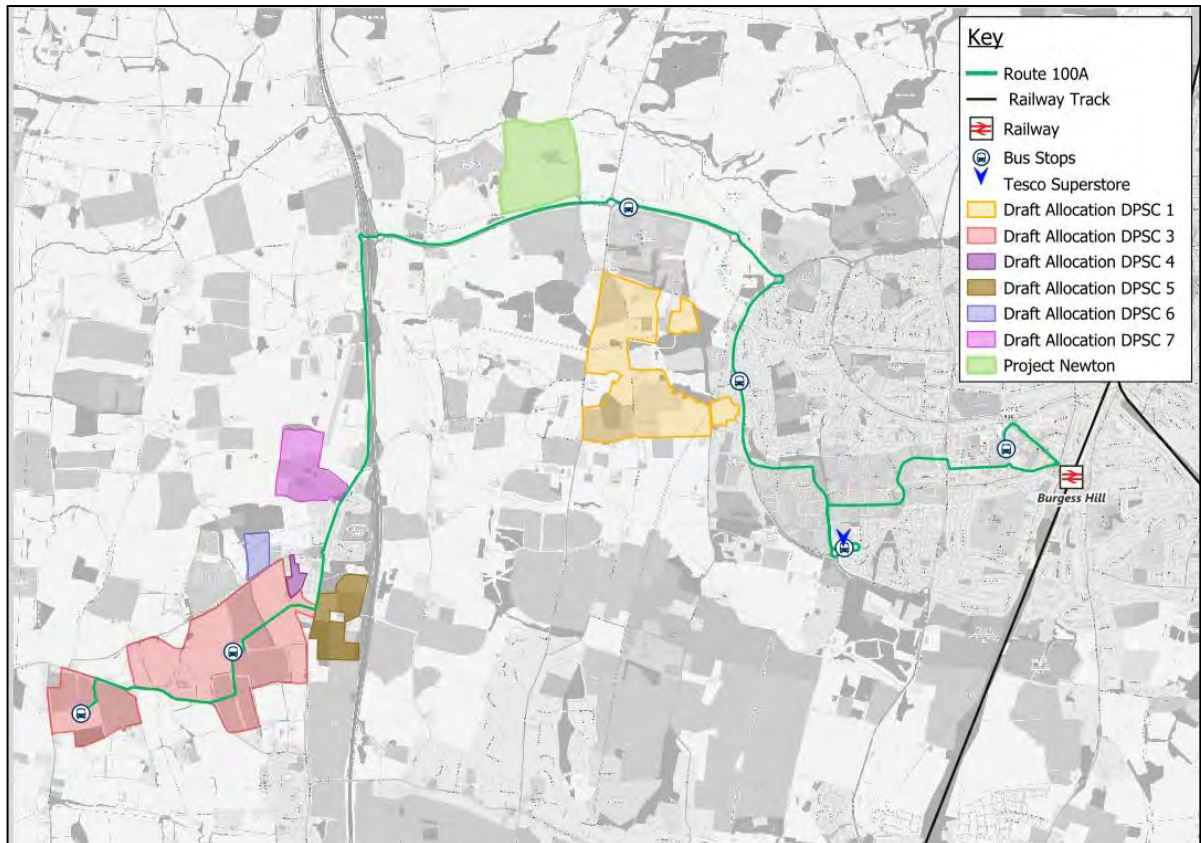 Key
Route 100A
Railway Track
Railway
Bus Stops
Tesco Superstore
Draft Allocation DPSC 1
Draft Allocation DPSC 3
Draft Allocation DPSC 4
Draft Allocation DPSC 5
Draft Allocation DPSC 6
Draft Allocation DPSC 7
Project Newton
Burgess Hill